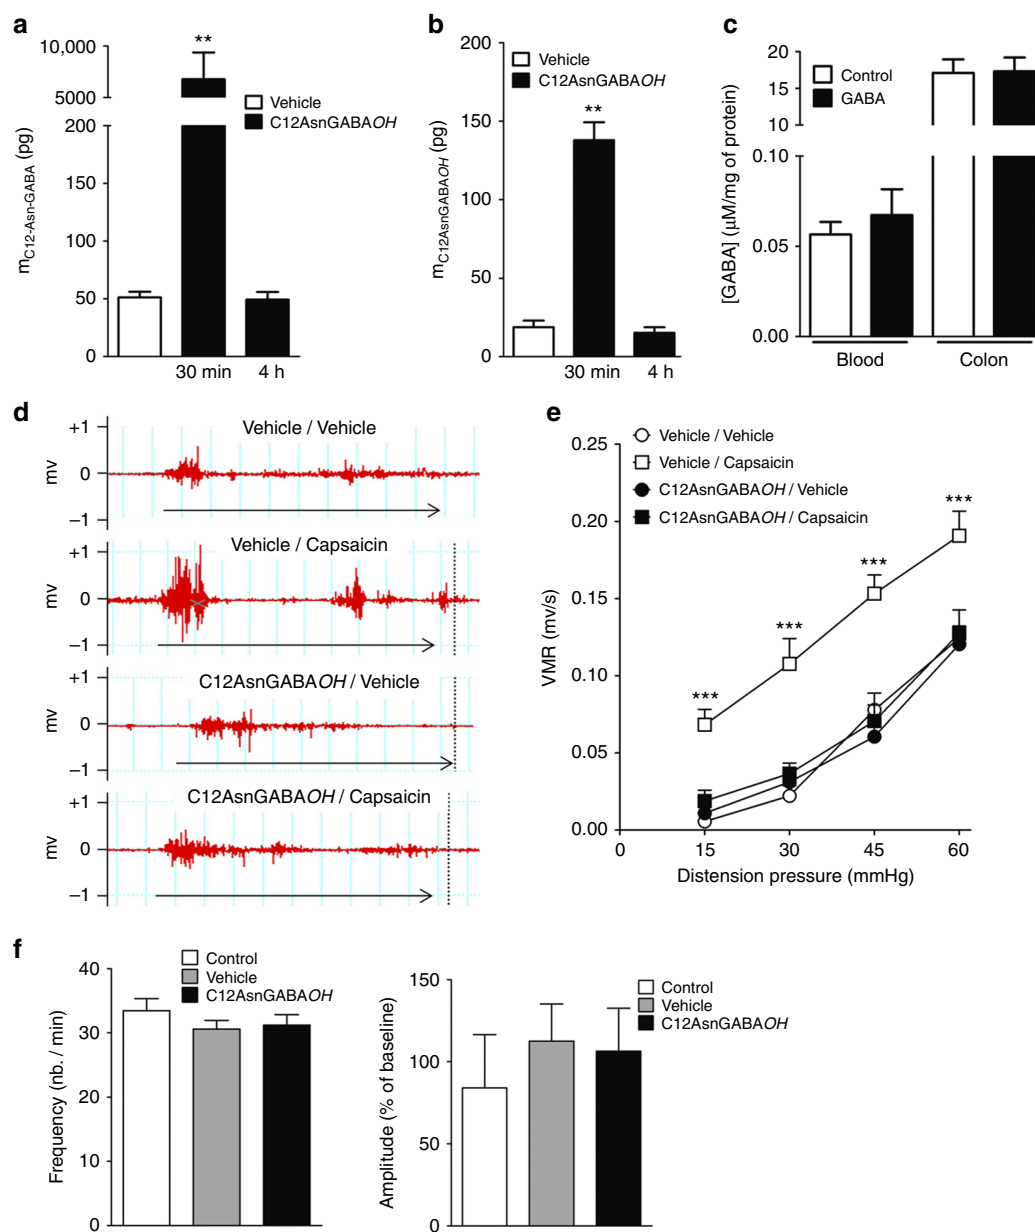 a
10,000
5000
200
150
100
50
0
m C12-Asn-GABA (pg)
**
Vehicle
C12AsnGABAOH
30 min 4 h
b
200
150
100
50
0
m C12AsnGABAOH (pg)
Vehicle
C12AsnGABAOH
**
30 min 4 h
c
20
15
10
0.10
0.05
0.00
[GABA] (μM/mg of protein)
Control
GABA
Blood Colon
d
+1
0
−1
mv
Vehicle / Vehicle
+1
0
−1
mv
Vehicle / Capsaicin
+1
0
−1
mv
C12AsnGABAOH / Vehicle
+1
0
−1
mv
C12AsnGABAOH / Capsaicin
e
Vehicle / Vehicle
Vehicle / Capsaicin
C12AsnGABAOH / Vehicle
C12AsnGABAOH / Capsaicin
0.25
0.20
0.15
0.10
0.05
0.00
VMR (mv/s)
***
***
***
***
0 15 30 45 60
Distension pressure (mmHg)
f
40
30
20
10
0
Frequency (nb. / min)
Control
Vehicle
C12AsnGABAOH
150
100
50
0
Amplitude (% of baseline)
Control
Vehicle
C12AsnGABAOH